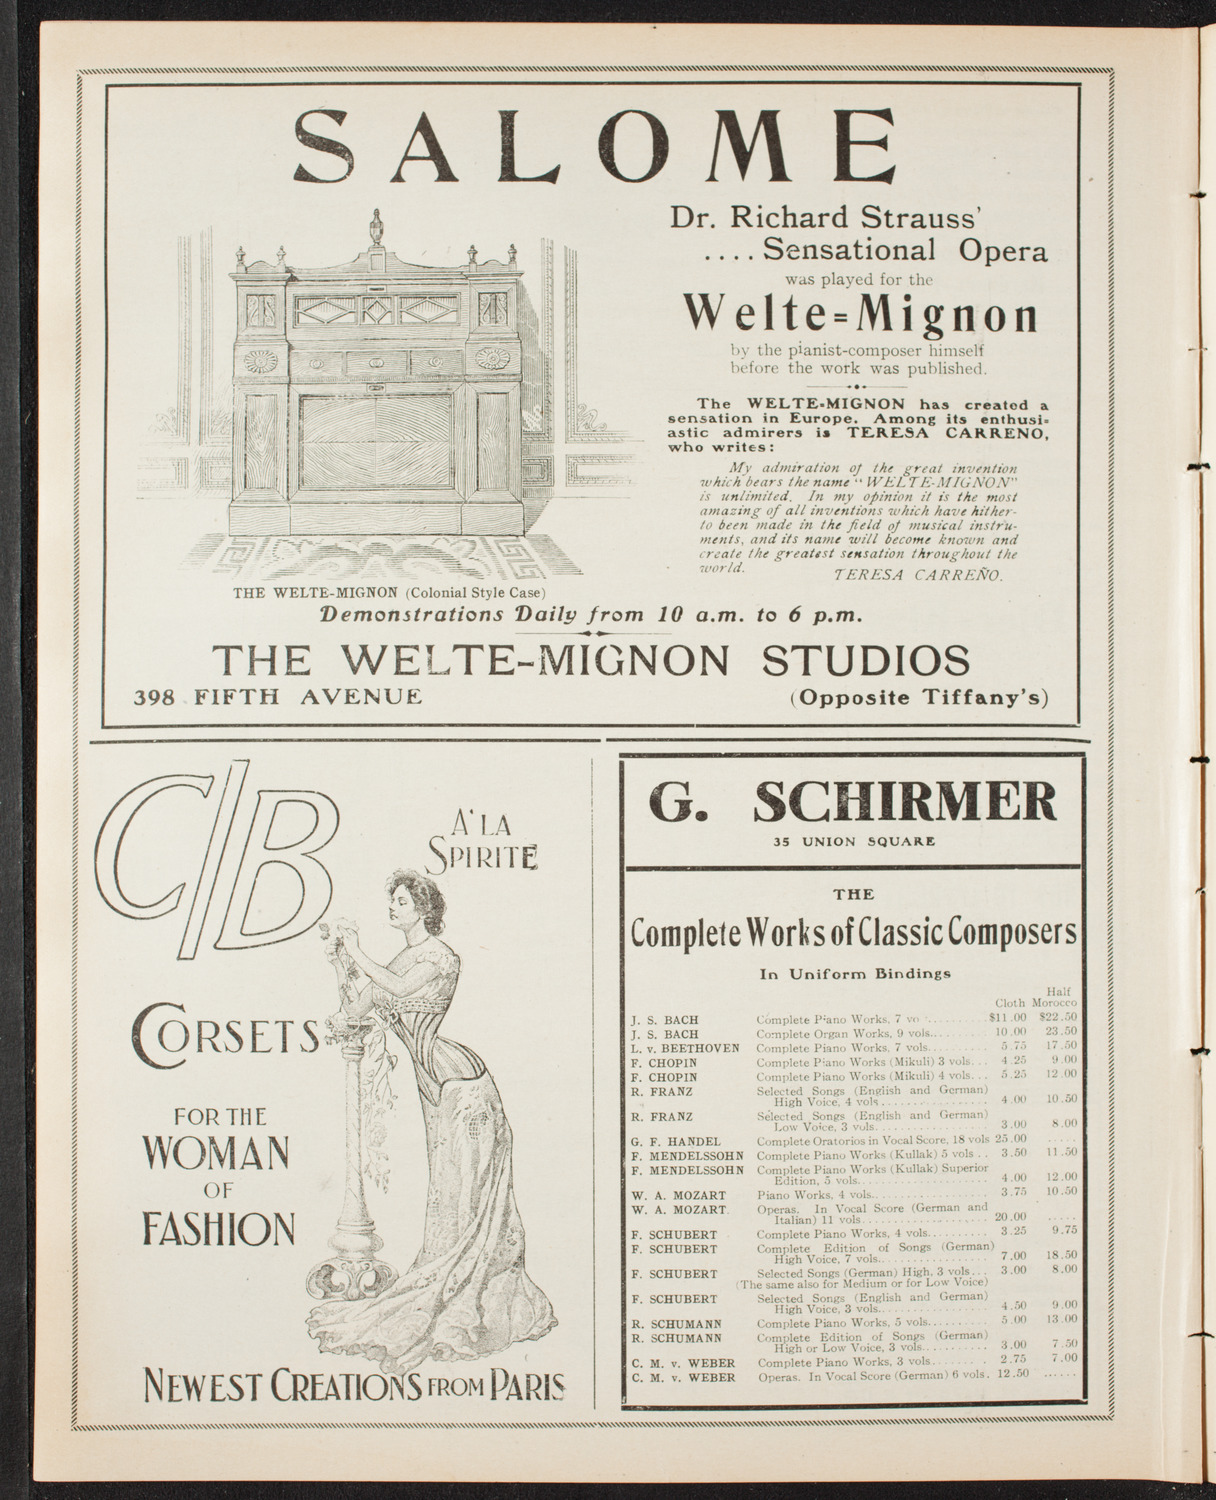 SALOME
Dr. Richard Strauss'
.... Sensational Opera
was played for the
Welte=Mignon
by the pianist-composer himself
before the work was published.
The WELTE-MIGNON has created a
sensation in Europe. Among its enthusi-
astic admirers is TERESA CARRENO,
who writes:
My admiration of the great invention
which bears the name "WELTE-MIGNON"
is unlimited. In my opinion it is the most
amazing of all inventions which have hither-
to been made in the field of musical instru-
ments, and its name will become known and
create the greatest sensation throughout the
world. TERESA CARREÑO.
THE WELTE-MIGNON (Colonial Style Case)
Demonstrations Daily from 10 a.m. to 6 p.m.
THE WELTE-MIGNON STUDIOS
398 FIFTH AVENUE (Opposite Tiffany's)
C/B
A' LA
SPIRITE
CORSETS
FOR THE
WOMAN
OF
FASHION
NEWEST CREATIONS FROM PARIS
G. SCHIRMER
35 UNION SQUARE
THE
Complete Works of Classic Composers
In Uniform Bindings
Half
Cloth Morocco
J. S. BACH Complete Piano Works, 7 vo :......... $11.00 $22.50
J. S. BACH Complete Organ Works, 9 vols......... 10.00 23.50
L. v. BEETHOVEN Complete Piano Works, 7 vols.......... 5.75 17.50
F. CHOPIN Complete Piano Works (Mikuli) 3 vols... 4.25 9.00
F. CHOPIN Complete Piano Works (Mikuli) 4 vols... 5.25 12.00
R. FRANZ Selected Songs (English and German)
High Voice, 4 vols.................. 4.00 10.50
R. FRANZ Selected Songs (English and German)
Low Voice, 3 vols................... 3.00 8.00
G. F. HANDEL Complete Oratorios in Vocal Score, 18 vols 25.00 .....
F. MENDELSSOHN Complete Piano Works (Kullak) 5 vols .. 3.50 11.50
F. MENDELSSOHN Complete Piano Works (Kullak) Superior
Edition, 5 vols..................... 4.00 12.00
W. A. MOZART Piano Works, 4 vols.................. 3.75 10.50
W. A. MOZART. Operas. In Vocal Score (German and
Italian) 11 vols..................... 20.00 .....
F. SCHUBERT Complete Piano Works, 4 vols.......... 3.25 9.75
F. SCHUBERT Complete Edition of Songs (German)
High Voice, 7 vols................... 7.00 18.50
F. SCHUBERT Selected Songs (German) High, 3 vols... 3.00 8.00
(The same also for Medium or for Low Voice)
F. SCHUBERT Selected Songs (English and German)
High Voice, 3 vols................... 4.50 9.00
R. SCHUMANN Complete Piano Works, 5 vols.......... 5.00 13.00
R. SCHUMANN Complete Edition of Songs (German)
High or Low Voice, 3 vols............ 3.00 7.50
C. M. v. WEBER Complete Piano Works, 3 vols........ . 2.75 7.00
C. M. v. WEBER Operas. In Vocal Score (German) 6 vols. 12.50 ......